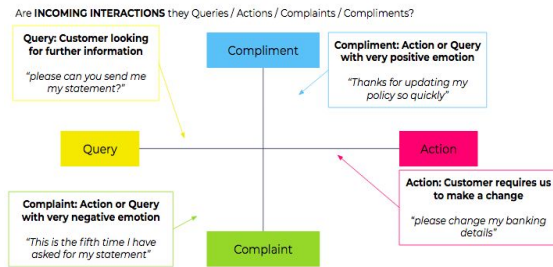 Are INCOMING INTERACTIONS they Queries / Actions / Complaints / Compliments?
Query: Customer looking
for further information
"please can you send me
my statement?"
Compliment
Compliment: Action or Query
with very positive emotion
"Thanks for updating my
policy so quickly"
Query
Action
Complaint: Action or Query
with very negative emotion
"This is the fifth time I have
asked for my statement"
Complaint
Action: Customer requires us
to make a change
"please change my banking
details"